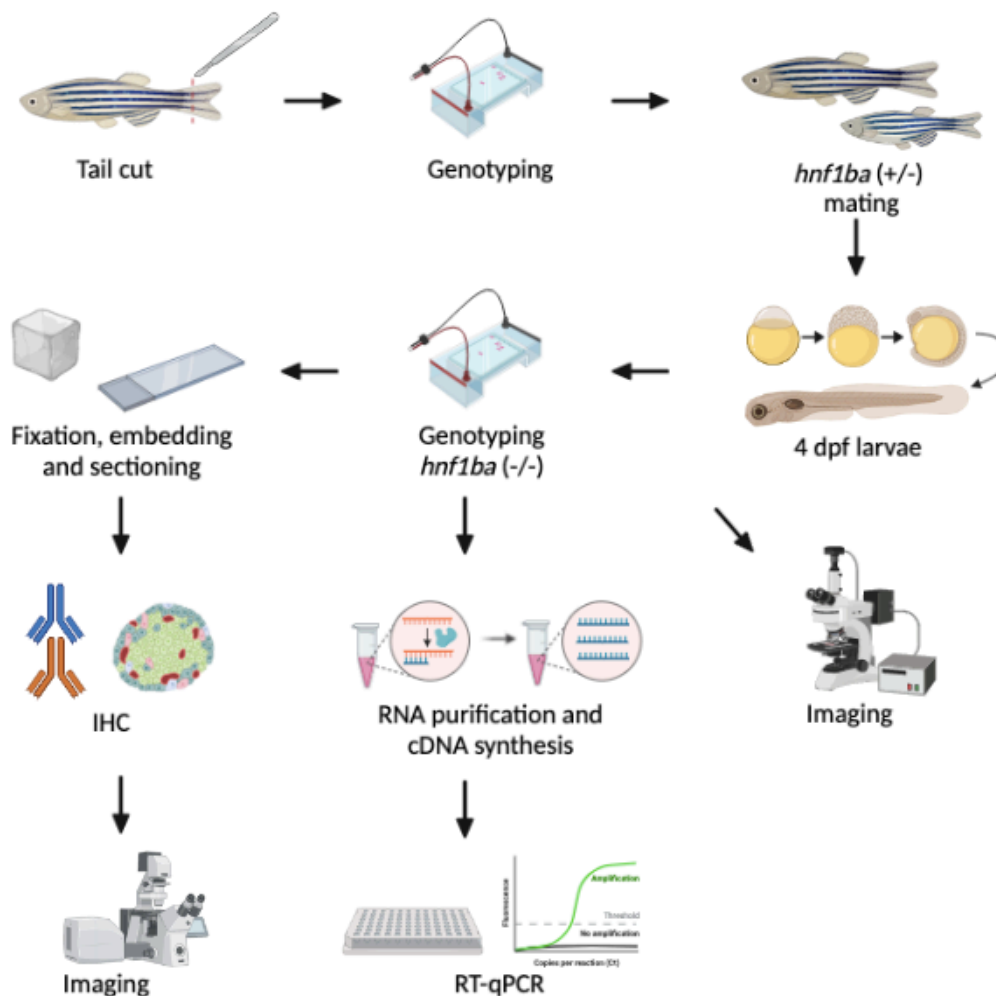 Tail cut
Genotyping
hnf1ba (+/-)
mating
Fixation, embedding
and sectioning
Genotyping
hnf1ba (-/-)
4 dpf larvae
IHC
RNA purification and
cDNA synthesis
Imaging
Imaging
Fluorescence
Amplification
Threshold
No amplification
Copies per reaction (Ct)
RT-qPCR